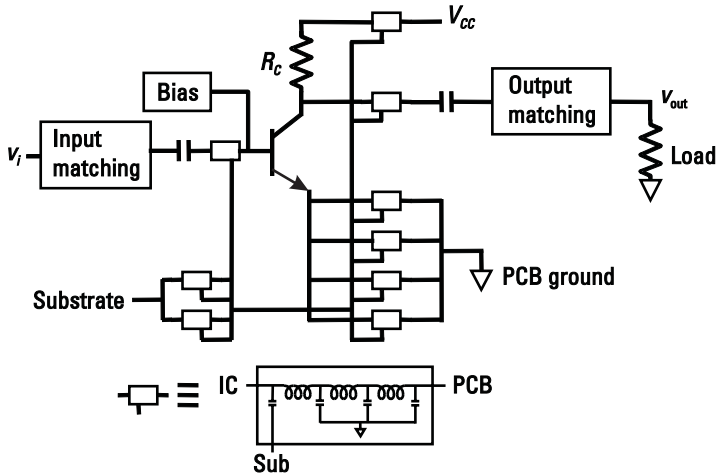 Vcc
Rc
Bias
Input
matching
vi
Output
matching
vout
Load
Substrate
PCB ground
IC
PCB
Sub